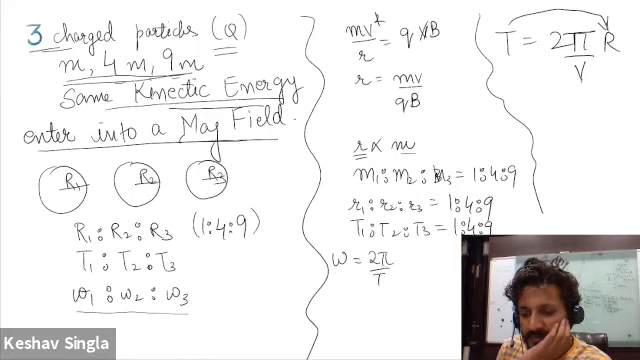 3 charged particles (Q)
m, 4m, 9m
Same Kinectic Energy
enter into a Mag Field.
R1 R2 R3
R1 : R2 : R3 (1:4:9)
T1 : T2 : T3
ω1 : ω2 : ω3
mv²/r = qvB
r = mv/qB
r ∝ m
m1 : m2 : m3 = 1:4:9
r1 : r2 : r3 = 1:4:9
T1 : T2 : T3 = 1:4:9
ω = 2π/T
T = 2π/V R
Keshav Singla